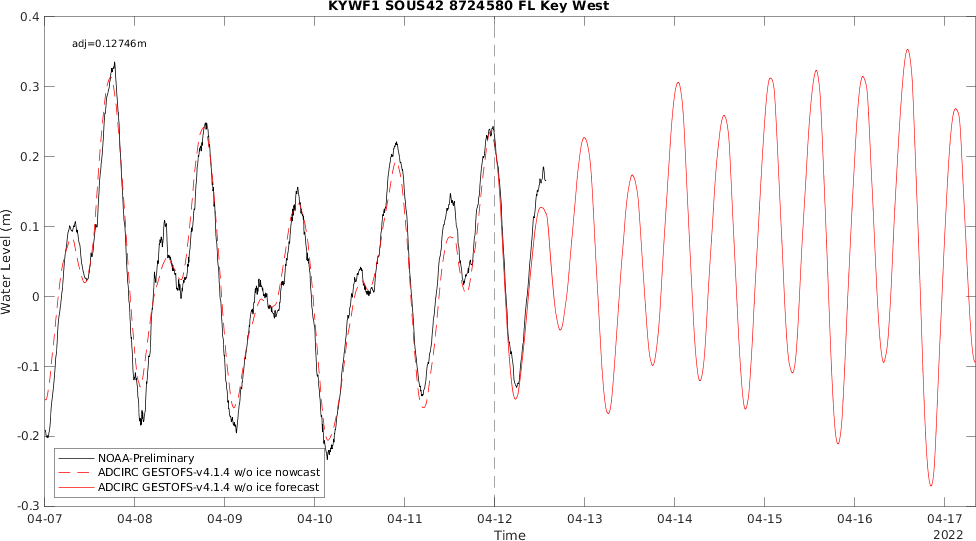 KYWF1 SOUS42 8724580 FL Key West
adj=0.12746m
0.4
0.3
0.2
0.1
0
-0.1
-0.2
-0.3
Water Level (m)
NOAA-Preliminary
ADCIRC GESTOFS-v4.1.4 w/o ice nowcast
ADCIRC GESTOFS-v4.1.4 w/o ice forecast
04-07 04-08 04-09 04-10 04-11 04-12 04-13 04-14 04-15 04-16 04-17
Time
2022